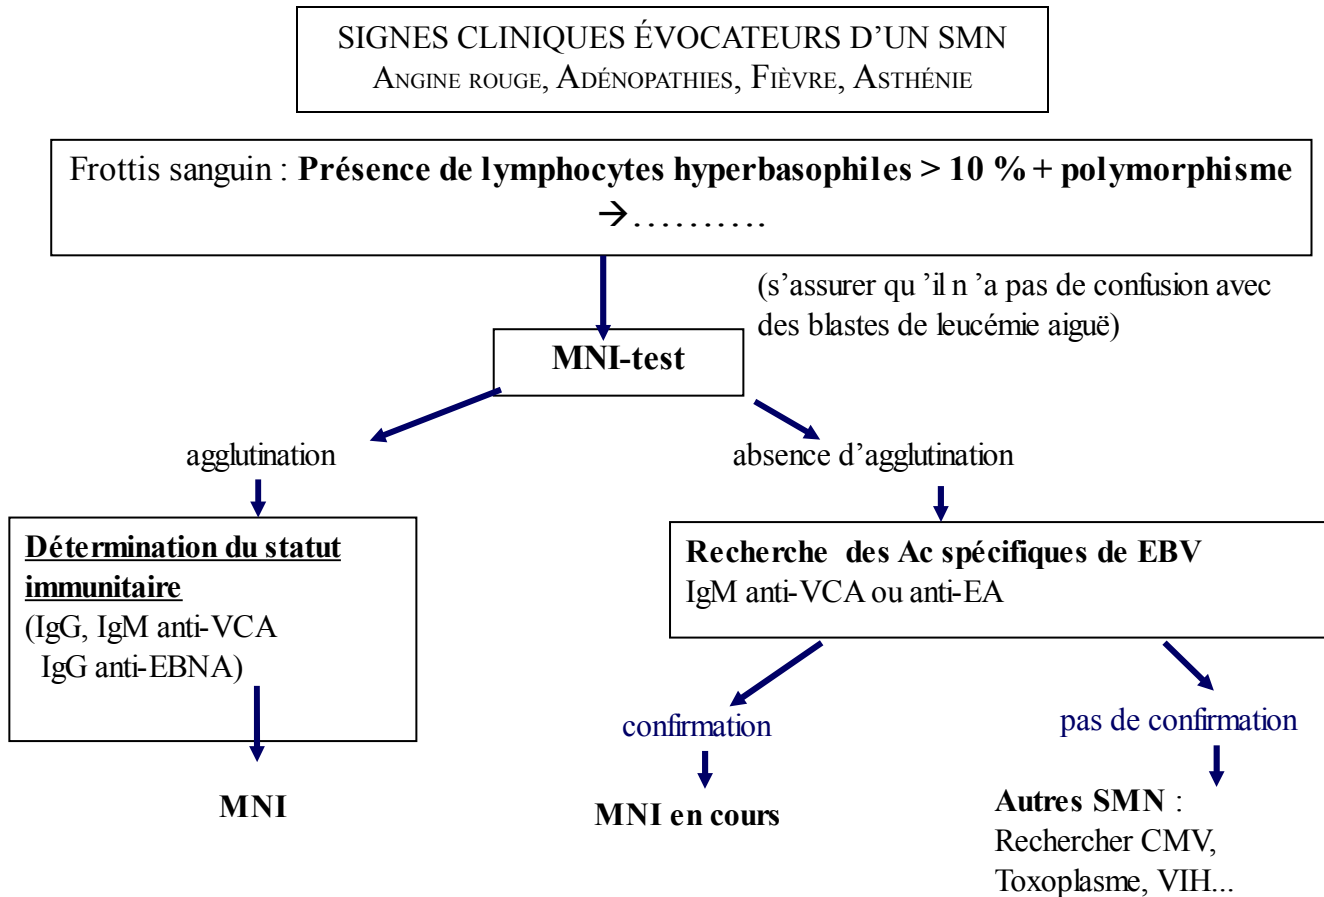 SIGNES CLINIQUES ÉVOCATEURS D’UN SMN
ANGINE ROUGE, ADÉNOPATHIES, FIÈVRE, ASTHÉNIE
Frottis sanguin : Présence de lymphocytes hyperbasophiles > 10 % + polymorphisme
→..........
(s’assurer qu ’il n ’a pas de confusion avec
des blastes de leucémie aiguë)
MNI-test
agglutination
absence d’agglutination
Détermination du statut
immunitaire
(IgG, IgM anti-VCA
IgG anti-EBNA)
Recherche des Ac spécifiques de EBV
IgM anti-VCA ou anti-EA
confirmation
pas de confirmation
MNI
MNI en cours
Autres SMN :
Rechercher CMV,
Toxoplasme, VIH...